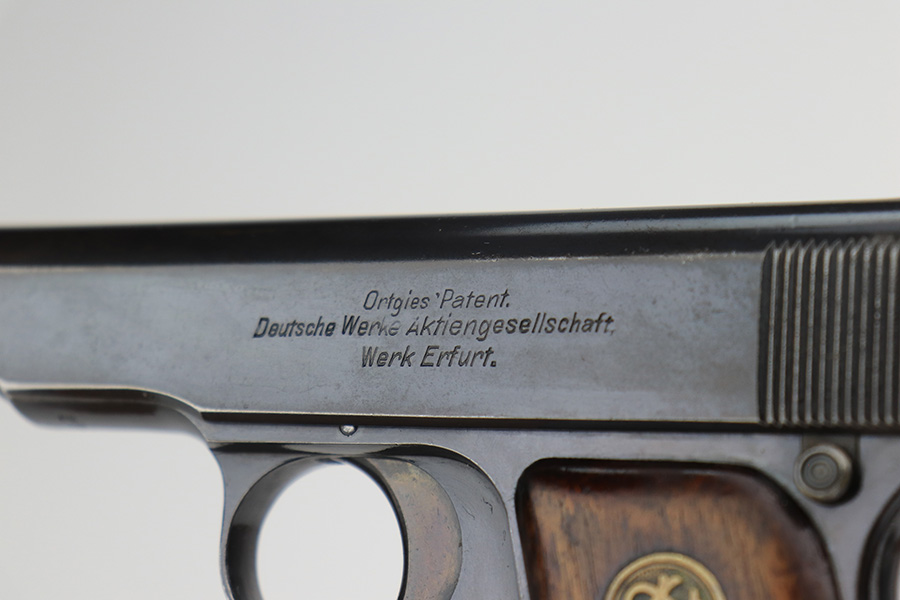 Ortgies' Patent.
Deutsche Werke Aktiengesellschaft,
Werk Erfurt.